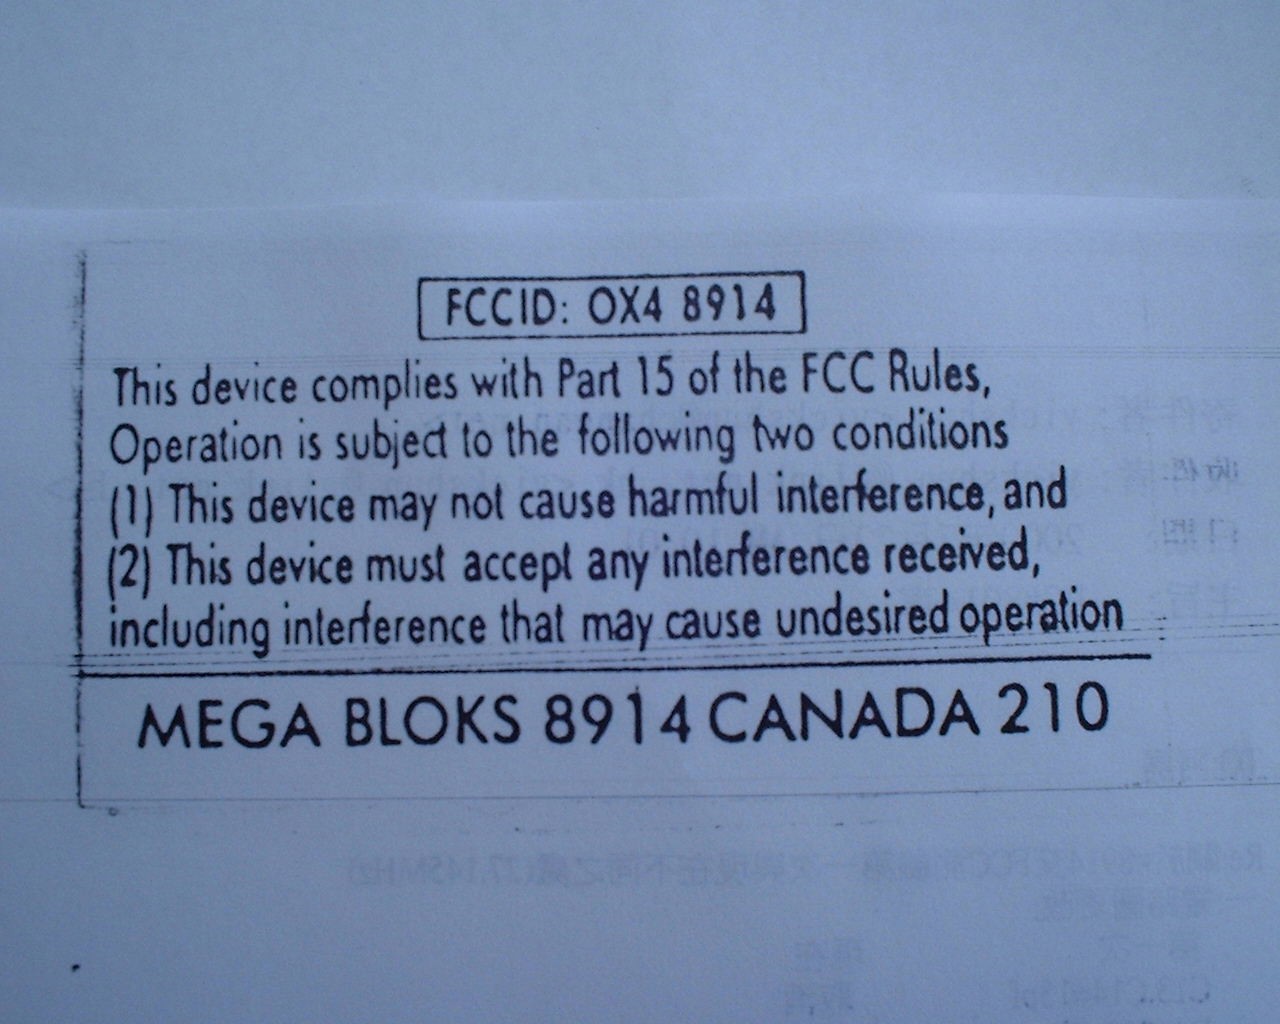 FCCID: OX4 8914
This device complies with Part 15 of the FCC Rules,
Operation is subject to the following two conditions
(1) This device may not cause harmful interference, and
(2) This device must accept any interference received,
including interference that may cause undesired operation
MEGA BLOKS 8914 CANADA 210